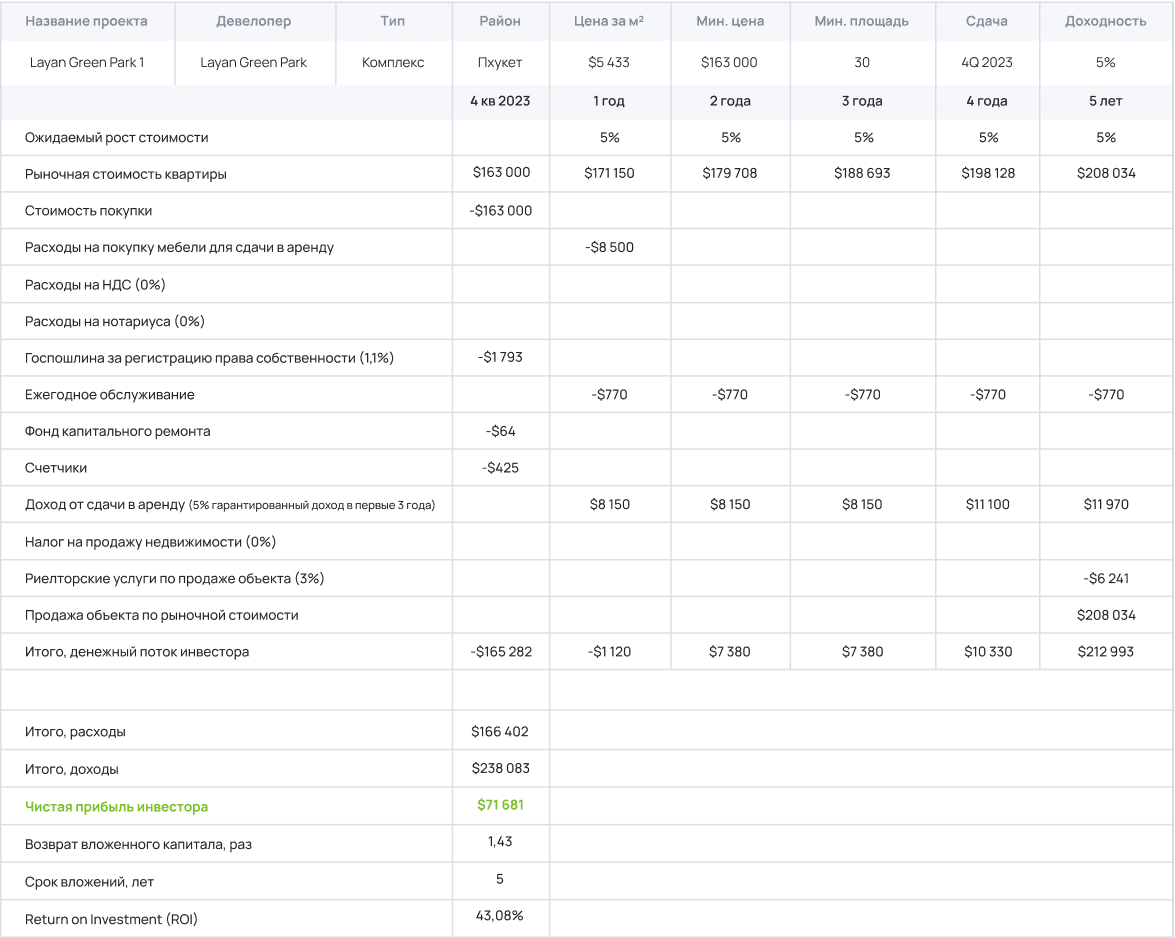 Название проекта Девелопер Тип Район Цена за м² Мин. цена Мин. площадь Сдача Доходность
Layan Green Park 1 Layan Green Park Комплекс Пхукет $5 433 $163 000 30 4Q 2023 5%
4 кв 2023 1 год 2 года 3 года 4 года 5 лет
Ожидаемый рост стоимости 5% 5% 5% 5% 5%
Рыночная стоимость квартиры $163 000 $171 150 $179 708 $188 693 $198 128 $208 034
Стоимость покупки -$163 000
Расходы на покупку мебели для сдачи в аренду -$8 500
Расходы на НДС (0%)
Расходы на нотариуса (0%)
Госпошлина за регистрацию права собственности (1,1%) -$1 793
Ежегодное обслуживание -$770 -$770 -$770 -$770 -$770
Фонд капитального ремонта -$64
Счетчики -$425
Доход от сдачи в аренду (5% гарантированный доход в первые 3 года) $8 150 $8 150 $8 150 $11 100 $11 970
Налог на продажу недвижимости (0%)
Риелторские услуги по продаже объекта (3%) -$6 241
Продажа объекта по рыночной стоимости $208 034
Итого, денежный поток инвестора -$165 282 -$1 120 $7 380 $7 380 $10 330 $212 993
Итого, расходы $166 402
Итого, доходы $238 083
Чистая прибыль инвестора $71 681
Возврат вложенного капитала, раз 1,43
Срок вложений, лет 5
Return on Investment (ROI) 43,08%